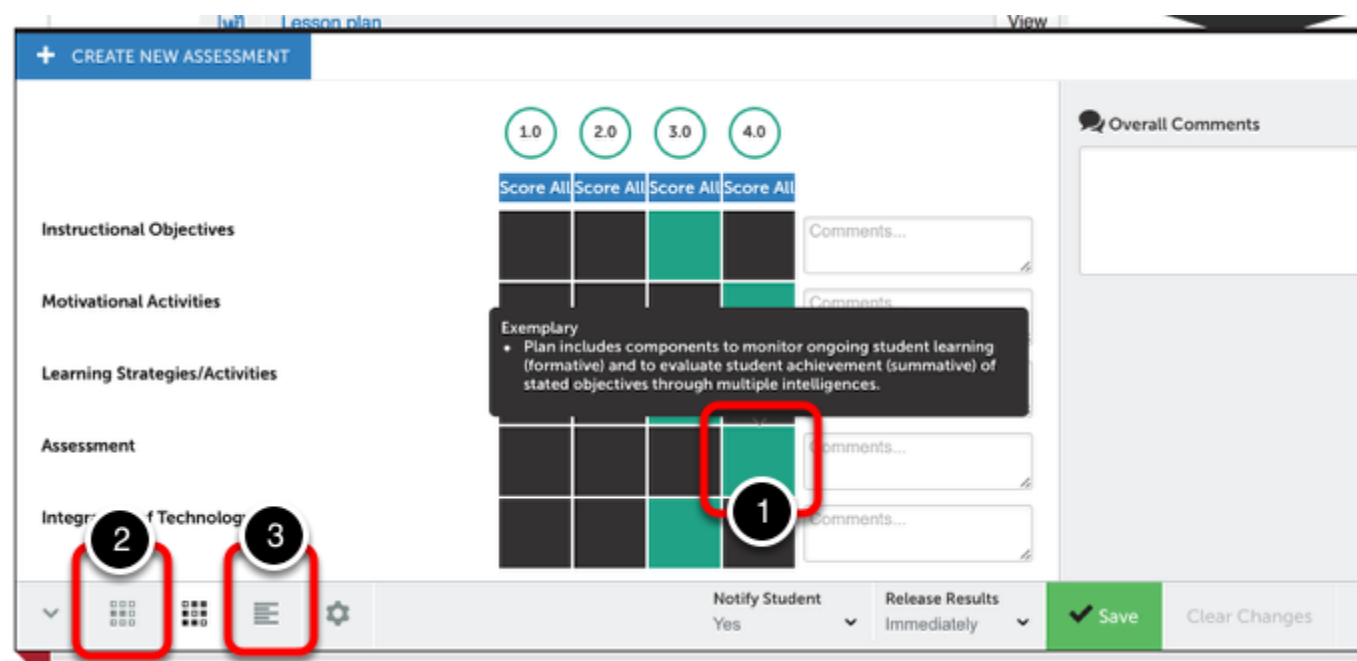 Lesson plan
View
CREATE NEW ASSESSMENT
1.0 2.0 3.0 4.0
Overall Comments
Score All Score All Score All Score All
Instructional Objectives
Comments...
Motivational Activities
Comments...
Exemplary
• Plan includes components to monitor ongoing student learning
(formative) and to evaluate student achievement (summative) of
stated objectives through multiple intelligences.
Learning Strategies/Activities
Assessment
Comments...
1
Technology
Comments...
2
3
Notify Student
Yes
Release Results
Immediately
Save
Clear Changes